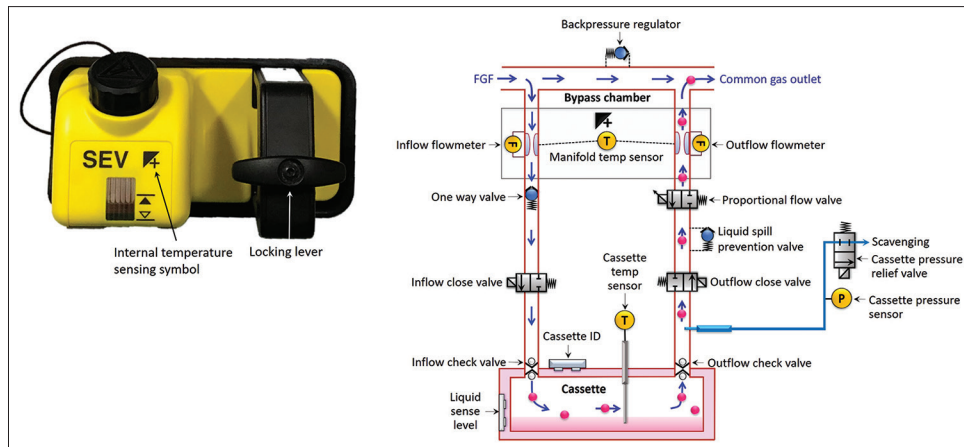 SEV
Internal temperature
sensing symbol
Locking lever
Backpressure regulator
FGF
Common gas outlet
Bypass chamber
Inflow flowmeter
F
T
F
Outflow flowmeter
Manifold temp sensor
One way valve
Proportional flow valve
Liquid spill
prevention valve
Scavenging
Cassette pressure
relief valve
Cassette
temp
sensor
Inflow close valve
Outflow close valve
P
Cassette pressure
sensor
T
Cassette ID
Inflow check valve
Outflow check valve
Cassette
Liquid
sense
level